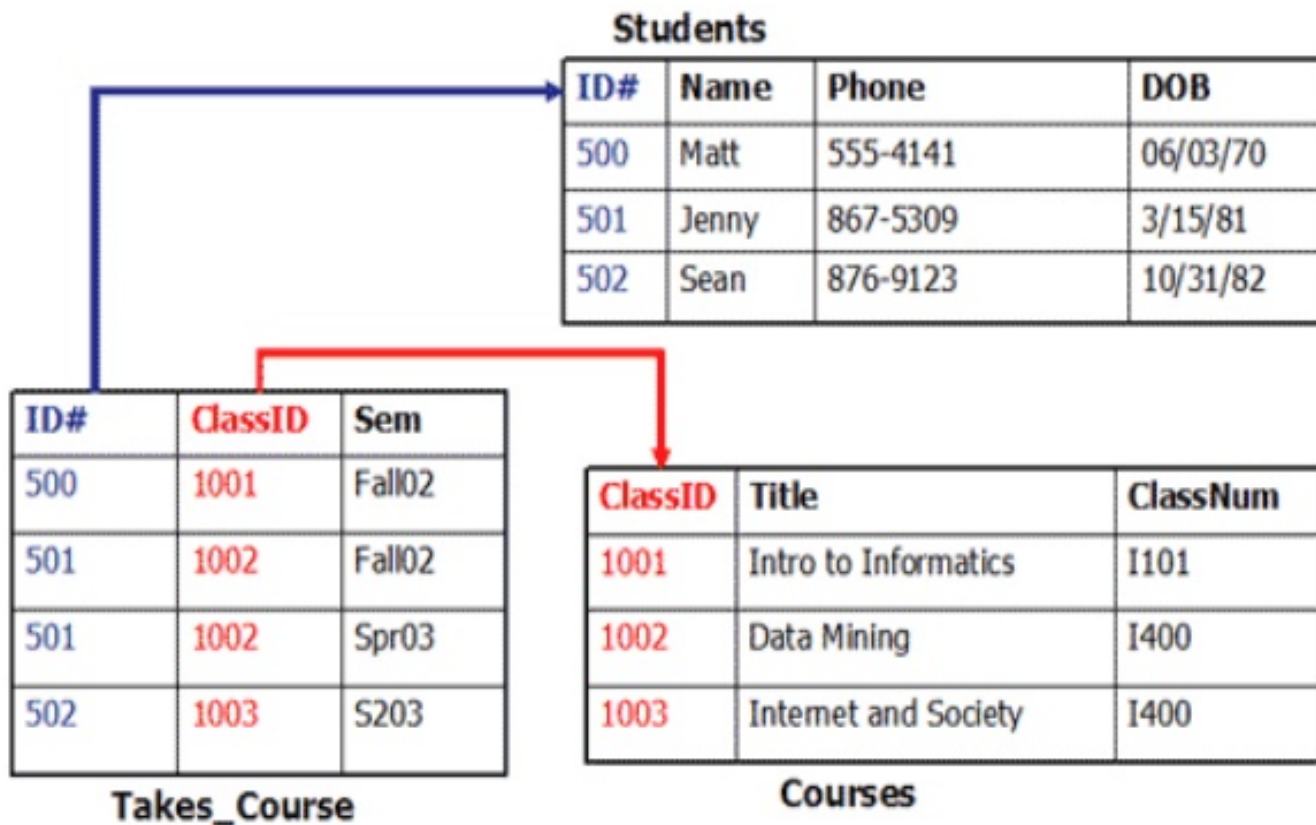 Students
ID# Name Phone DOB
500 Matt 555-4141 06/03/70
501 Jenny 867-5309 3/15/81
502 Sean 876-9123 10/31/82
ID# ClassID Sem
500 1001 Fall02
501 1002 Fall02
501 1002 Spr03
502 1003 S203
Takes_Course
ClassID Title ClassNum
1001 Intro to Informatics I101
1002 Data Mining I400
1003 Internet and Society I400
Courses